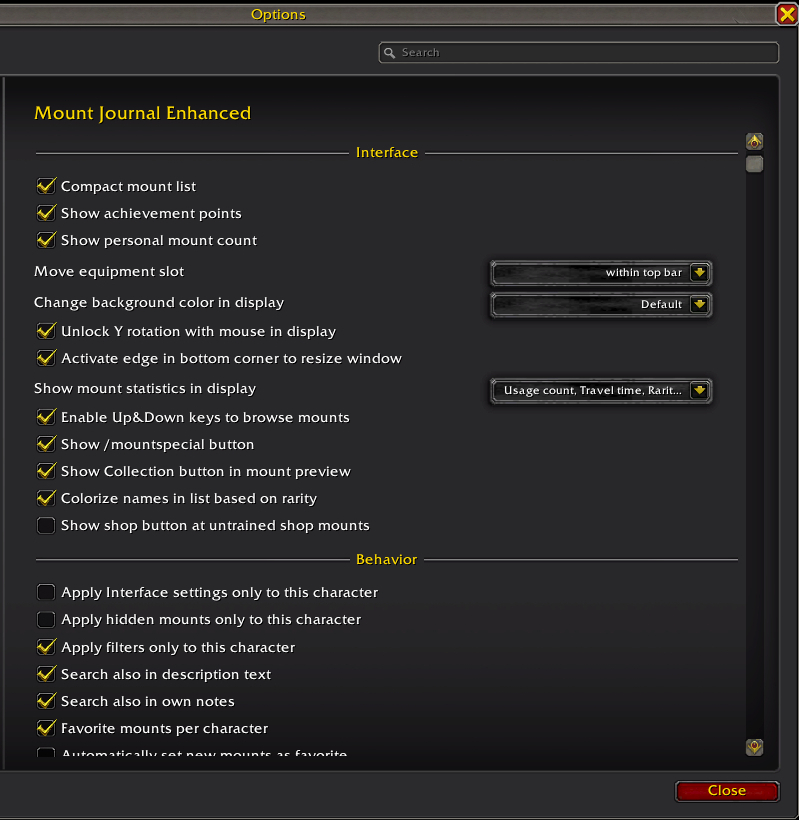 Options
Search
Mount Journal Enhanced
Interface
Compact mount list
Show achievement points
Show personal mount count
Move equipment slot
within top bar
Change background color in display
Default
Unlock Y rotation with mouse in display
Activate edge in bottom corner to resize window
Show mount statistics in display
Usage count, Travel time, Rarit...
Enable Up&Down keys to browse mounts
Show /mountspecial button
Show Collection button in mount preview
Colorize names in list based on rarity
Show shop button at untrained shop mounts
Behavior
Apply Interface settings only to this character
Apply hidden mounts only to this character
Apply filters only to this character
Search also in description text
Search also in own notes
Favorite mounts per character
Automatically set new mounts as favorite
Close